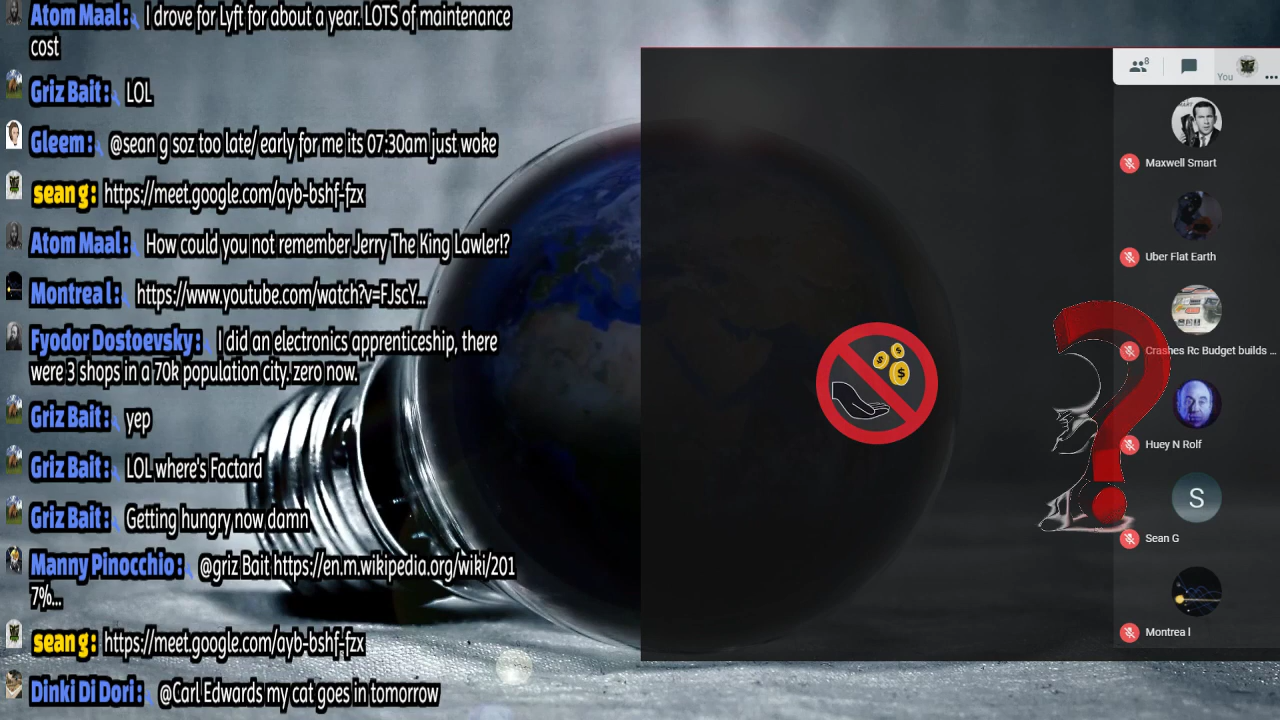 Atom Maal: I drove for Lyft for about a year. LOTS of maintenance
cost
Griz Bait: LOL
Gleem: @sean g soz too late/ early for me its 07:30am just woke
sean g: https://meet.google.com/ayb-bshf-fzx
Atom Maal: How could you not remember Jerry The King Lawler!?
Montrea l: https://www.youtube.com/watch?v=FJscY...
Fyodor Dostoevsky: I did an electronics apprenticeship, there
were 3 shops in a 70k population city. zero now.
Griz Bait: yep
Griz Bait: LOL where's Factard
Griz Bait: Getting hungry now damn
Manny Pinocchio: @griz Bait https://en.m.wikipedia.org/wiki/201
7%...
sean g: https://meet.google.com/ayb-bshf-fzx
Dinki Di Dori: @Carl Edwards my cat goes in tomorrow
8
You
Maxwell Smart
Uber Flat Earth
Crashes Rc Budget builds ...
Huey N Rolf
S
Sean G
Montrea l
$
$
$
?